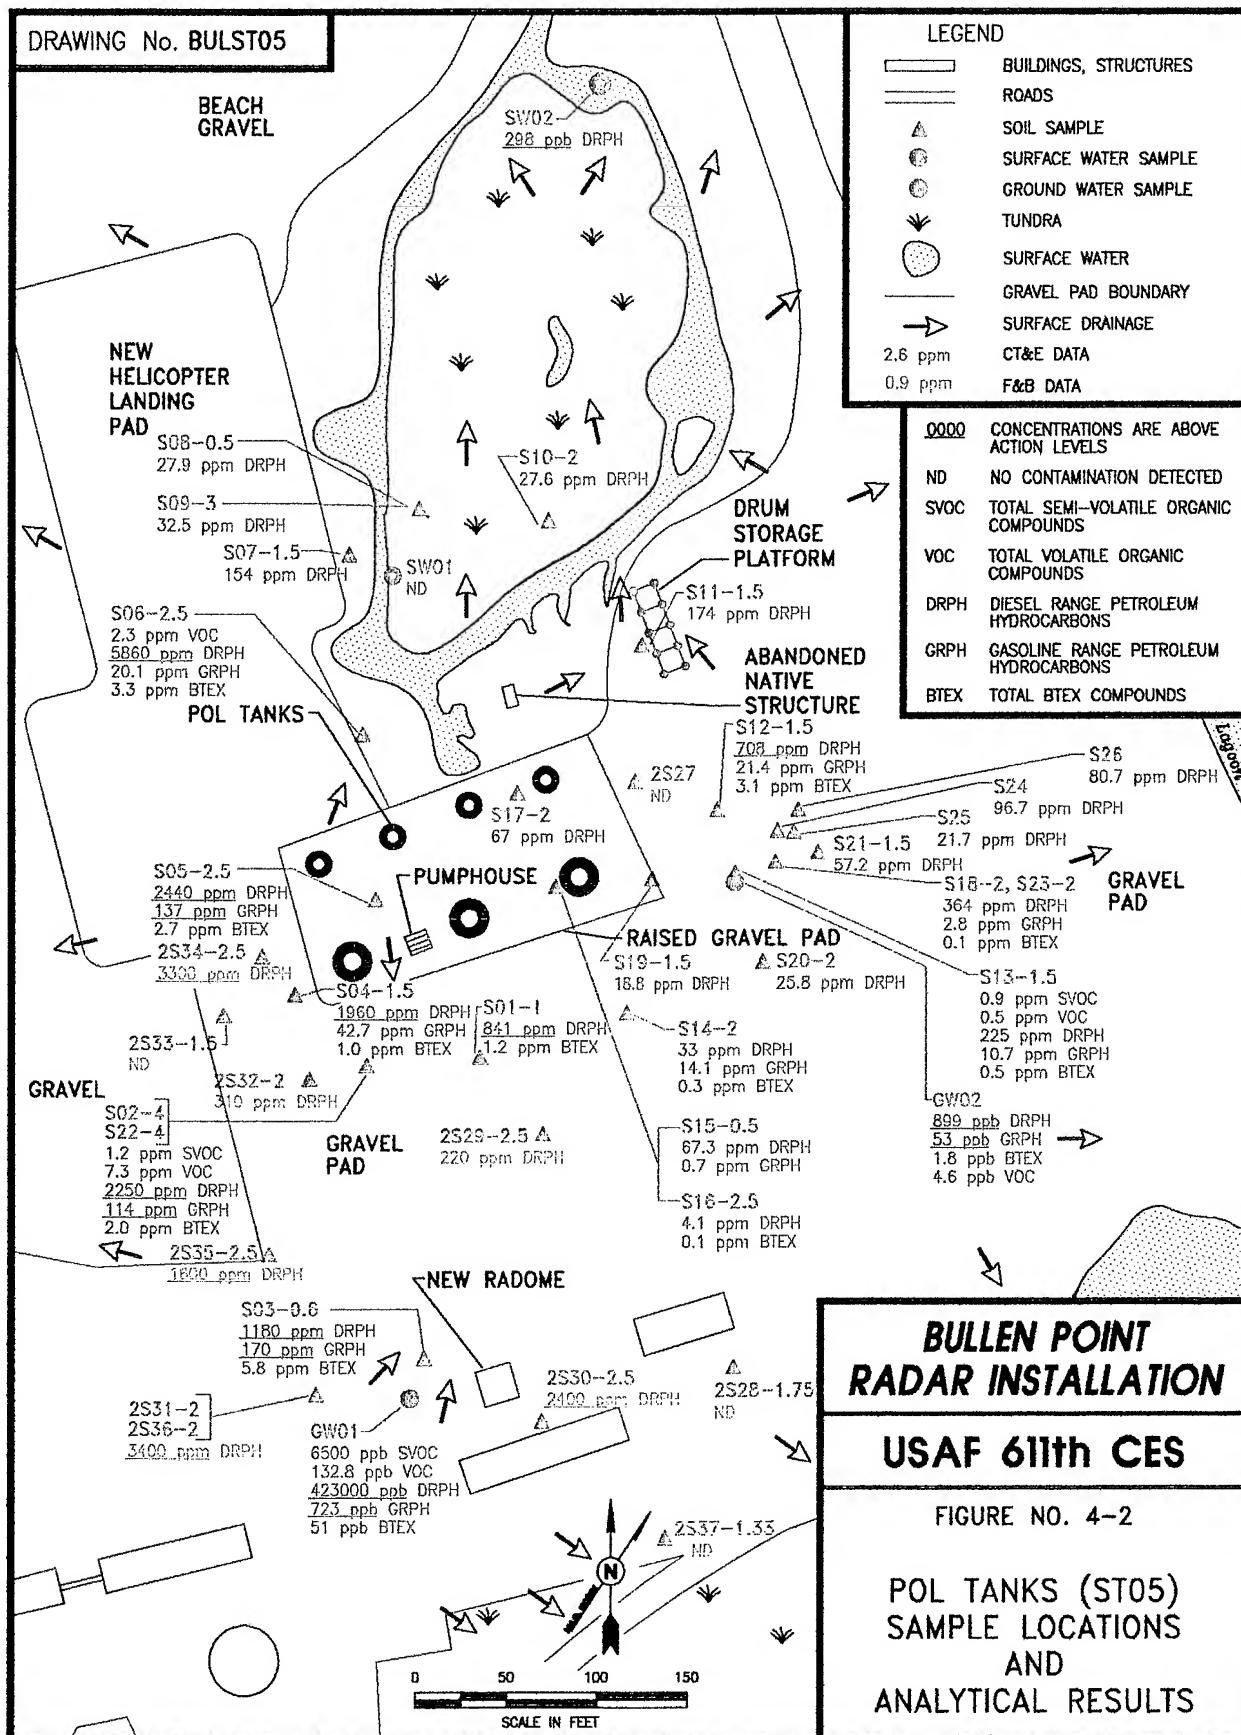 DRAWING No. BULST05
BEACH
GRAVEL
SW02
298 ppb DRPH
LEGEND
BUILDINGS, STRUCTURES
ROADS
SOIL SAMPLE
SURFACE WATER SAMPLE
GROUND WATER SAMPLE
TUNDRA
SURFACE WATER
GRAVEL PAD BOUNDARY
SURFACE DRAINAGE
2.6 ppm CT&E DATA
0.9 ppm F&B DATA
0000 CONCENTRATIONS ARE ABOVE
ACTION LEVELS
ND NO CONTAMINATION DETECTED
SVOC TOTAL SEMI-VOLATILE ORGANIC
COMPOUNDS
VOC TOTAL VOLATILE ORGANIC
COMPOUNDS
DRPH DIESEL RANGE PETROLEUM
HYDROCARBONS
GRPH GASOLINE RANGE PETROLEUM
HYDROCARBONS
BTEX TOTAL BTEX COMPOUNDS
NEW
HELICOPTER
LANDING
PAD
S08-0.5
27.9 ppm DRPH
S09-3
32.5 ppm DRPH
S07-1.5
154 ppm DRPH
SW01
ND
S10-2
27.6 ppm DRPH
DRUM
STORAGE
PLATFORM
S11-1.5
174 ppm DRPH
S06-2.5
2.3 ppm VOC
5860 ppm DRPH
20.1 ppm GRPH
3.3 ppm BTEX
POL TANKS
ABANDONED
NATIVE
STRUCTURE
S12-1.5
708 ppm DRPH
21.4 ppm GRPH
3.1 ppm BTEX
Lagoon
2S27
ND
S26
80.7 ppm DRPH
S24
96.7 ppm DRPH
S25
21.7 ppm DRPH
S21-1.5
57.2 ppm DRPH
S17-2
67 ppm DRPH
S05-2.5
2440 ppm DRPH
137 ppm GRPH
2.7 ppm BTEX
PUMPHOUSE
S18-2, S23-2
364 ppm DRPH
2.8 ppm GRPH
0.1 ppm BTEX
GRAVEL
PAD
RAISED GRAVEL PAD
2S34-2.5
3300 ppm DRPH
S19-1.5
18.8 ppm DRPH
S20-2
25.8 ppm DRPH
S13-1.5
0.9 ppm SVOC
0.5 ppm VOC
225 ppm DRPH
10.7 ppm GRPH
0.5 ppm BTEX
S04-1.5
1960 ppm DRPH
42.7 ppm GRPH
1.0 ppm BTEX
S01-1
841 ppm DRPH
1.2 ppm BTEX
S14-2
33 ppm DRPH
14.1 ppm GRPH
0.3 ppm BTEX
2S33-1.5
ND
2S32-2
310 ppm DRPH
GRAVEL
S02-4
S22-4
1.2 ppm SVOC
7.3 ppm VOC
2250 ppm DRPH
114 ppm GRPH
2.0 ppm BTEX
GRAVEL
PAD
2S29-2.5
220 ppm DRPH
S15-0.5
67.3 ppm DRPH
0.7 ppm GRPH
S16-2.5
4.1 ppm DRPH
0.1 ppm BTEX
GW02
899 ppb DRPH
53 ppb GRPH
1.8 ppb BTEX
4.6 ppb VOC
2S35-2.5
1600 ppm DRPH
NEW RADOME
S03-0.6
1180 ppm DRPH
170 ppm GRPH
5.8 ppm BTEX
2S31-2
2S36-2
3400 ppm DRPH
GW01
6500 ppb SVOC
132.8 ppb VOC
423000 ppb DRPH
723 ppb GRPH
51 ppb BTEX
2S30-2.5
2400 ppm DRPH
2S28-1.75
ND
2S37-1.33
ND
N
0 50 100 150
SCALE IN FEET
BULLEN POINT
RADAR INSTALLATION
USAF 611th CES
FIGURE NO. 4-2
POL TANKS (ST05)
SAMPLE LOCATIONS
AND
ANALYTICAL RESULTS